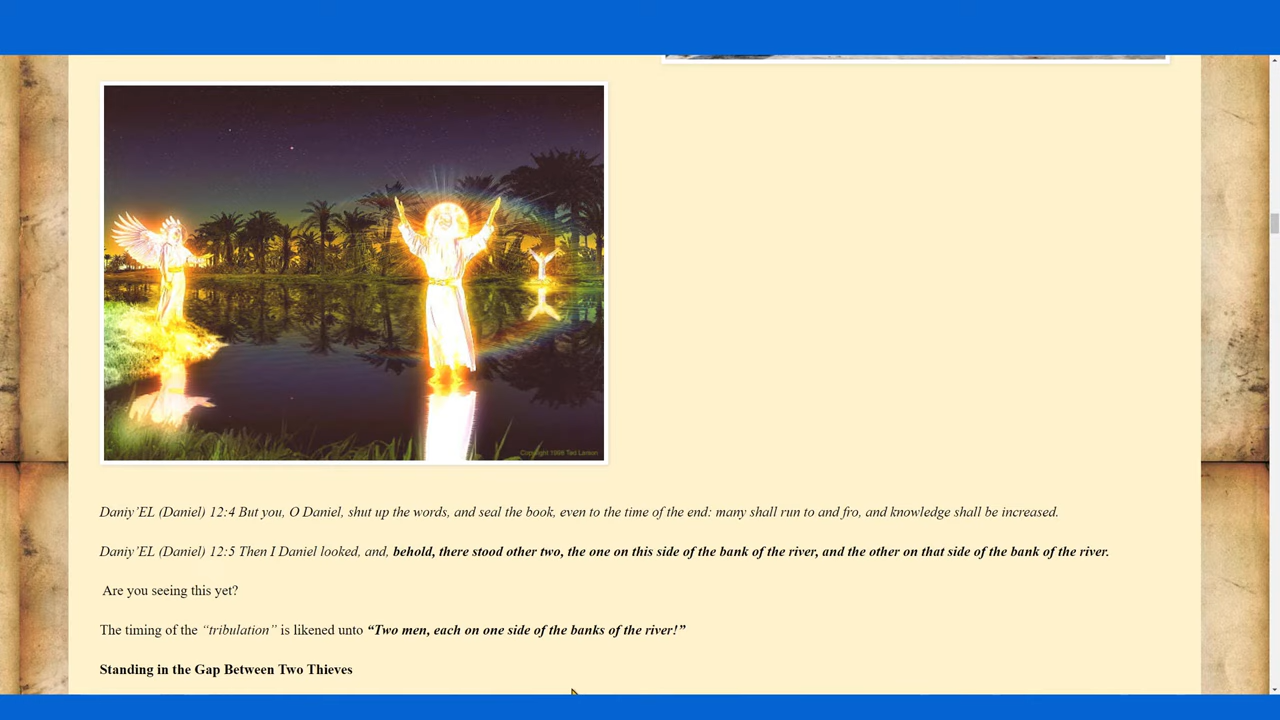 Copyright 1998 Ted Larson
Daniy’EL (Daniel) 12:4 But you, O Daniel, shut up the words, and seal the book, even to the time of the end: many shall run to and fro, and knowledge shall be increased.
Daniy’EL (Daniel) 12:5 Then I Daniel looked, and, behold, there stood other two, the one on this side of the bank of the river, and the other on that side of the bank of the river.
Are you seeing this yet?
The timing of the “tribulation” is likened unto “Two men, each on one side of the banks of the river!”
Standing in the Gap Between Two Thieves